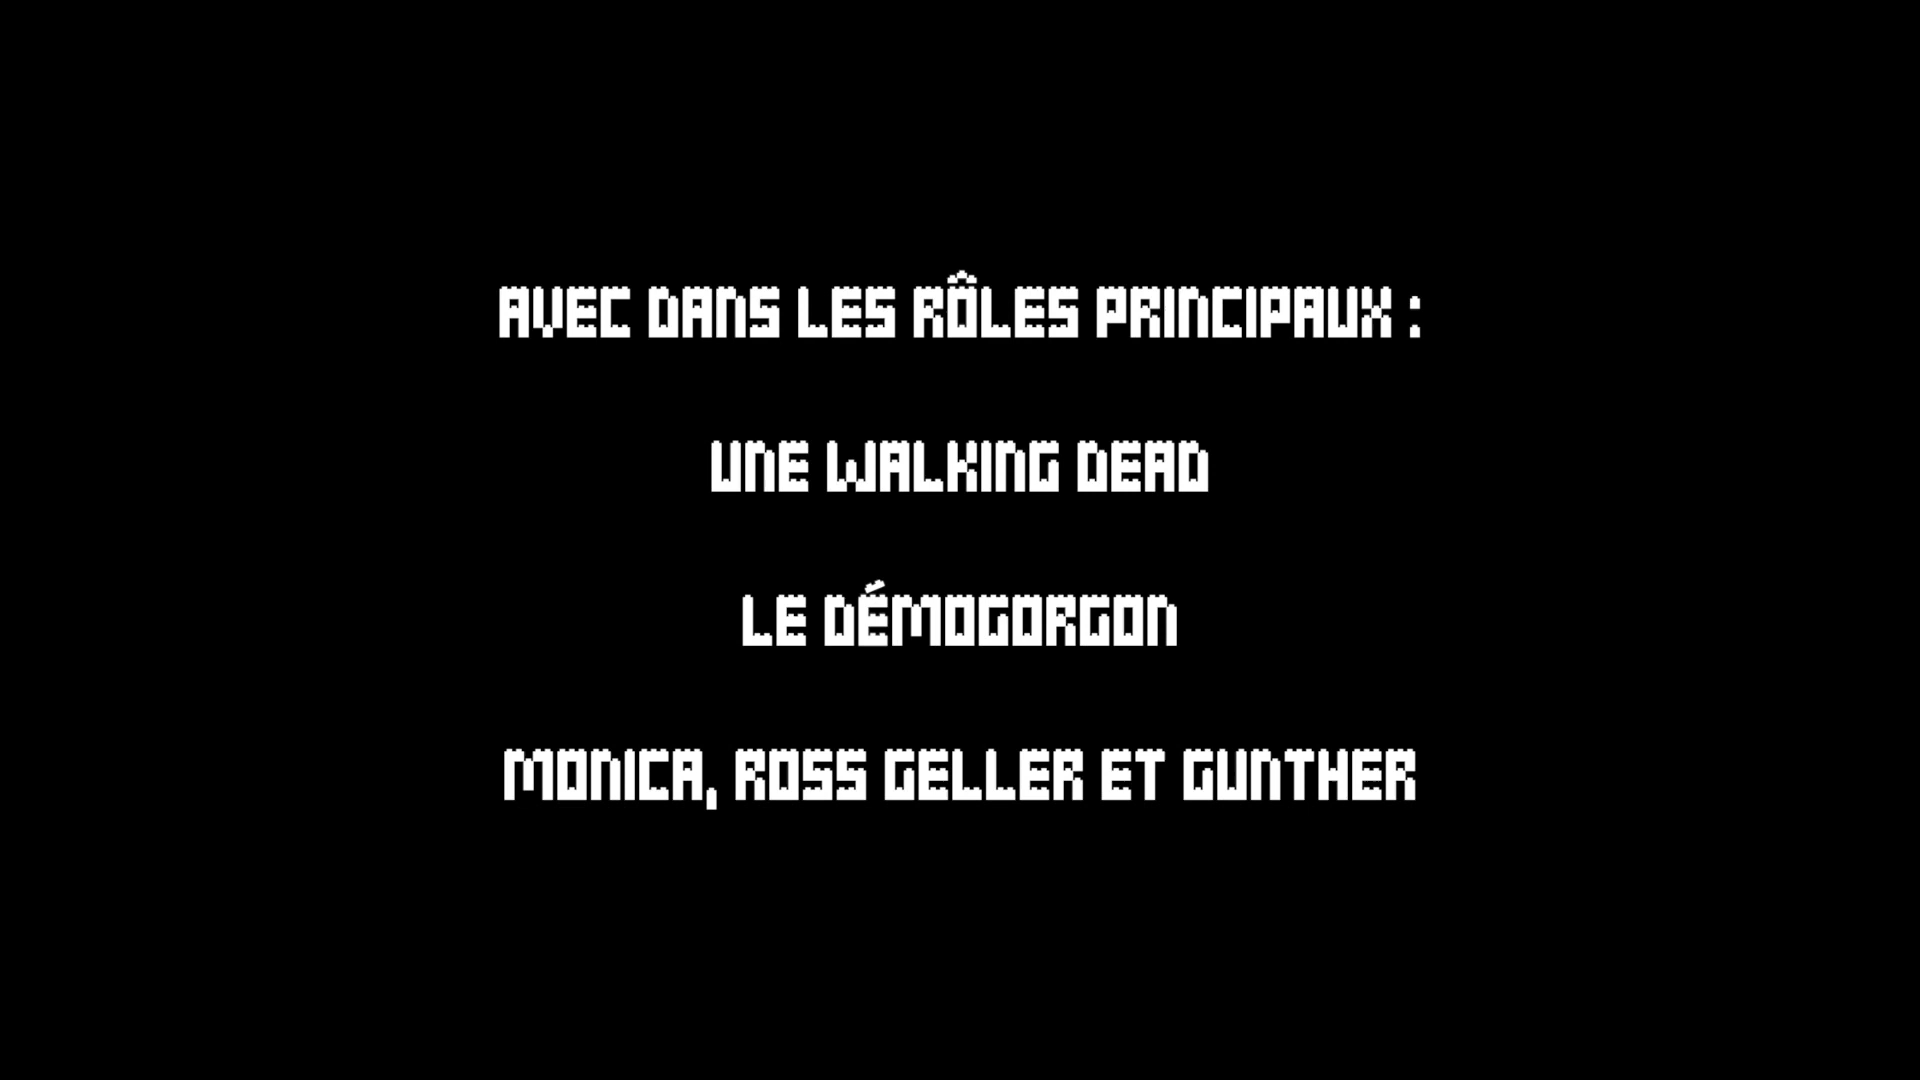 AVEC DANS LES RÔLES PRINCIPAUX :
UNE WALKING DEAD
LE DÉMOGORGON
MONICA, ROSS GELLER ET GUNTHER